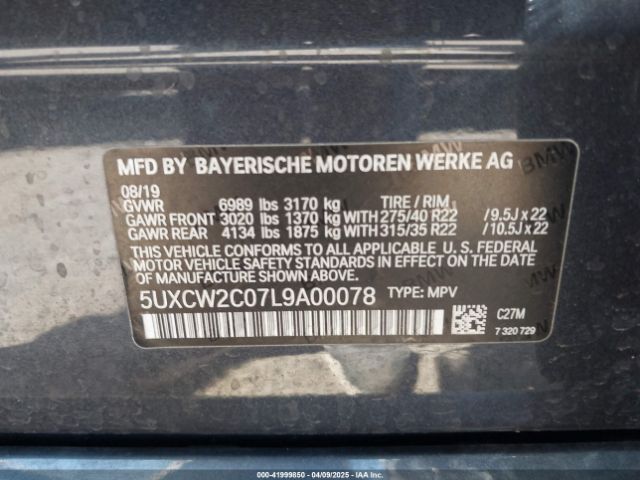 MFD BY BAYERISCHE MOTOREN WERKE AG
08/19
GVWR 6989 lbs 3170 kg TIRE / RIM
GAWR FRONT 3020 lbs 1370 kg WITH 275/40 R22 / 9.5J x 22
GAWR REAR 4134 lbs 1875 kg WITH 315/35 R22 / 10.5J x 22
THIS VEHICLE CONFORMS TO ALL APPLICABLE U. S. FEDERAL
MOTOR VEHICLE SAFETY STANDARDS IN EFFECT ON THE
DATE OF MANUFACTURE SHOWN ABOVE.
5UXCW2C07L9A00078 TYPE: MPV
C27M
7 320 729
000-41999850 - 04/09/2025 - IAAI.COM